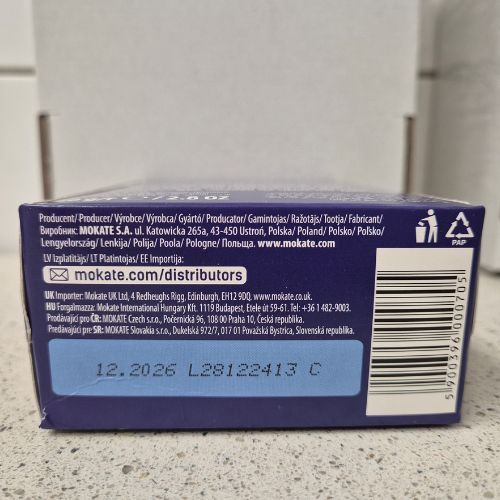 2.8 oz
Producent/ Producer/ Výrobce/ Výrobca/ Gyártó/ Producator/ Gamintojas/ Ražotājs/ Tootja/ Fabricant/
Виробник: MOKATE S.A. ul. Katowicka 265a, 43-450 Ustroń, Polska/ Poland/ Polsko/ Poľsko/
Lengyelország/ Lenkija/ Polija/ Poola/ Pologne/ Польща. www.mokate.com
LV Izplatītājs/ LT Platintojas/ EE Importija:
mokate.com/distributors
UK Importer: Mokate UK Ltd, 4 Redheughs Rigg, Edinburgh, EH12 9DQ. www.mokate.co.uk.
HU Forgalmazza: Mokate International Hungary Kft. 1119 Budapest, Etele út 59-61. Tel: +36 1 482-9003.
Prodávající pro ČR: MOKATE Czech s.r.o., Počernická 96, 108 00 Praha 10, Česká republika.
Predávajúci pre SR: MOKATE Slovakia s.r.o., Dukelská 972/7, 017 01 Považská Bystrica, Slovenská republika.
12.2026 L28122413 C
PAP
5900396000705